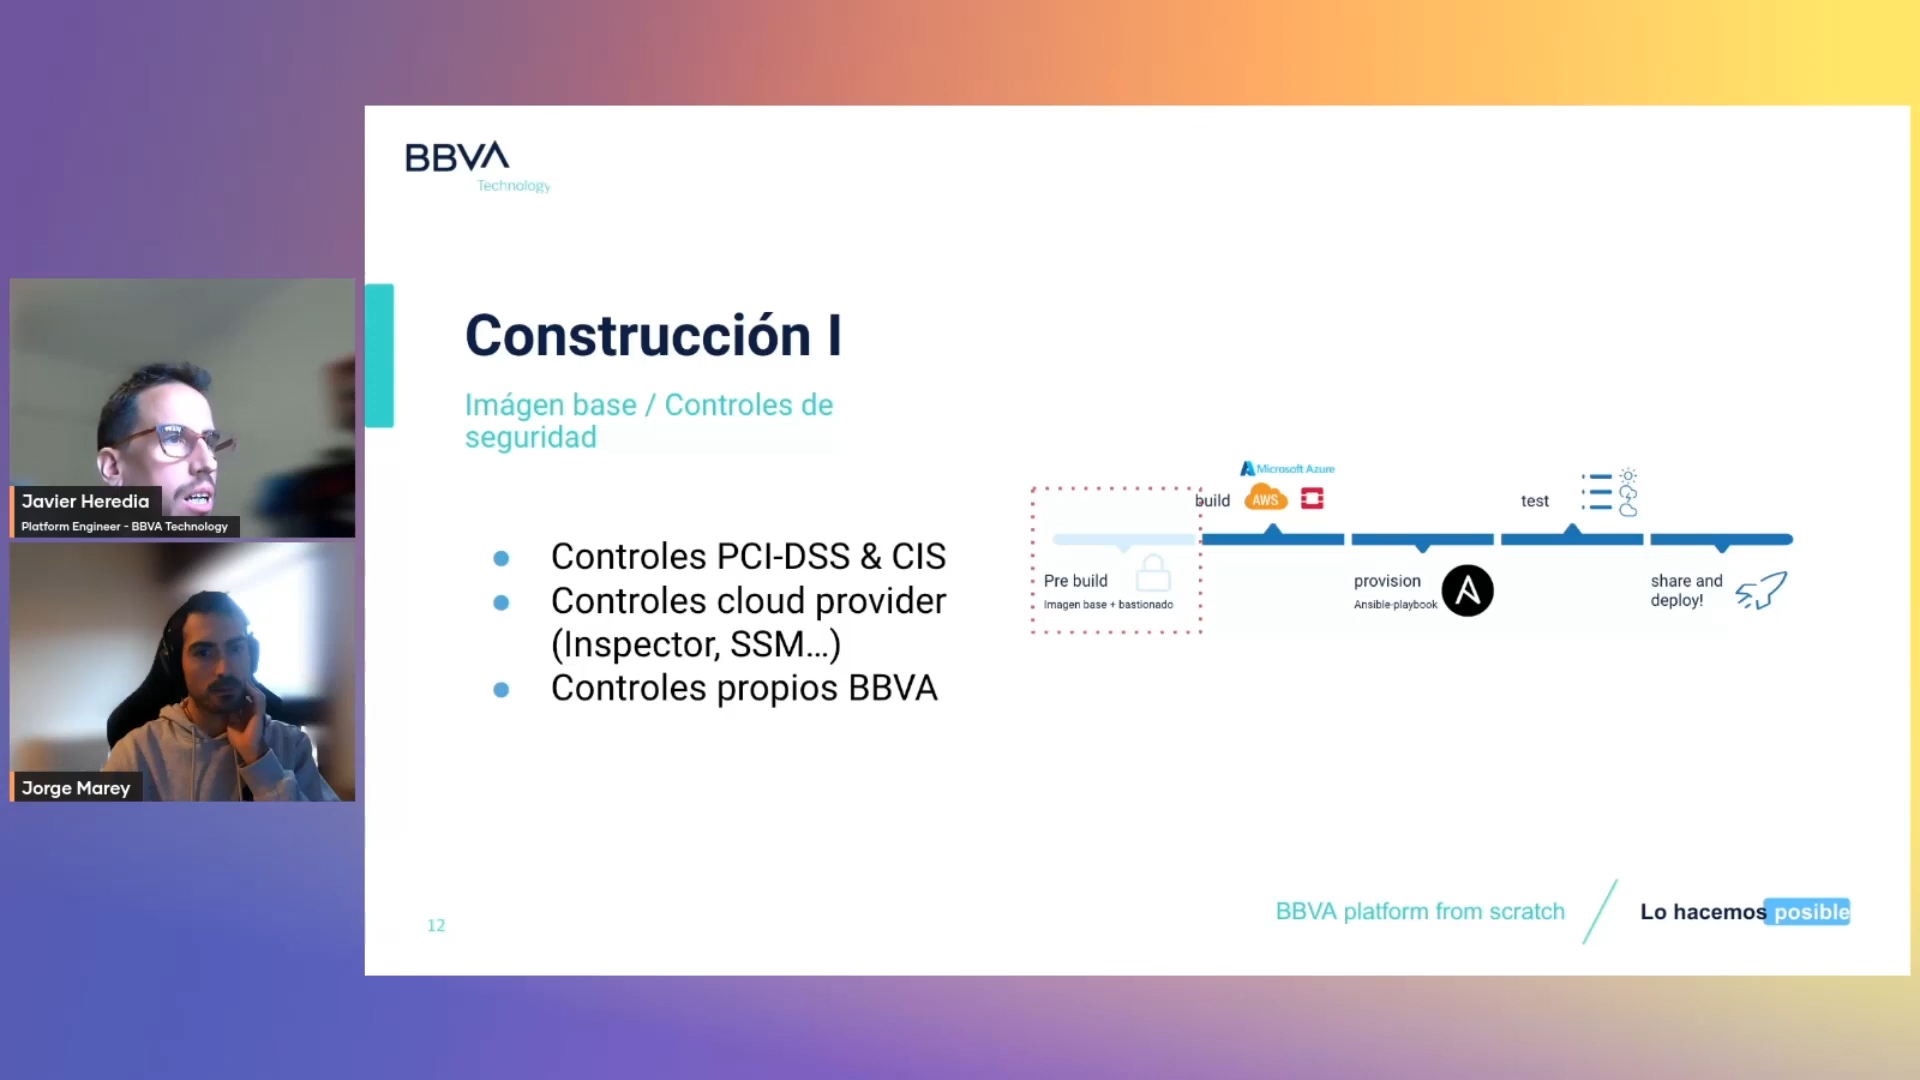 BBVA
Technology
Construcción I
Imágen base / Controles de
seguridad
Controles PCI-DSS & CIS
Controles cloud provider
(Inspector, SSM...)
Controles propios BBVA
Microsoft Azure
build
AWS
test
Pre build
Imagen base + bastionado
provision
Ansible-playbook
share and
deploy!
Javier Heredia
Platform Engineer - BBVA Technology
Jorge Marey
12
BBVA platform from scratch
Lo hacemos posible